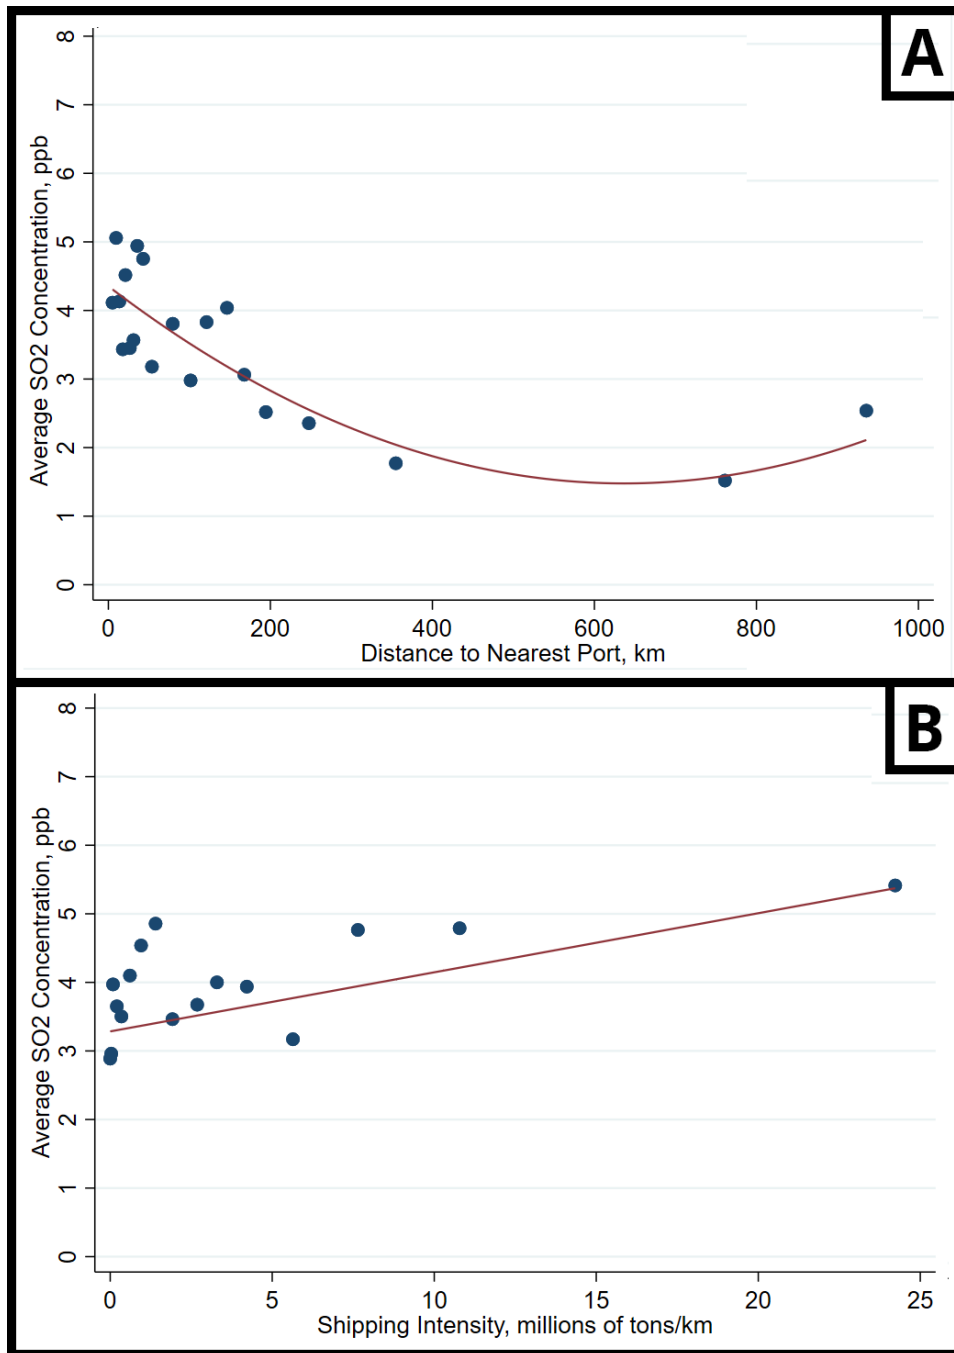 A
8
7
6
5
4
3
2
1
0
Average SO2 Concentration, ppb
0 200 400 600 800 1000
Distance to Nearest Port, km
B
8
7
6
5
4
3
2
1
0
Average SO2 Concentration, ppb
0 5 10 15 20 25
Shipping Intensity, millions of tons/km